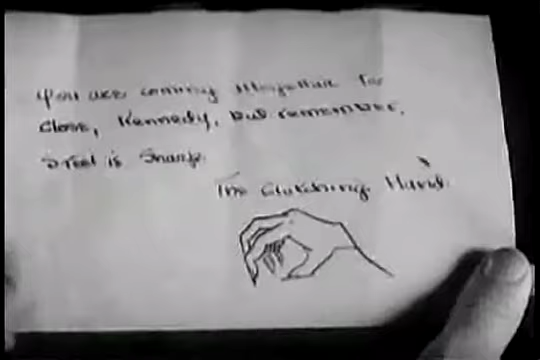 You are coming altogether too
close, Kennedy, but remember,
steel is sharp.
The Clutching Hand.